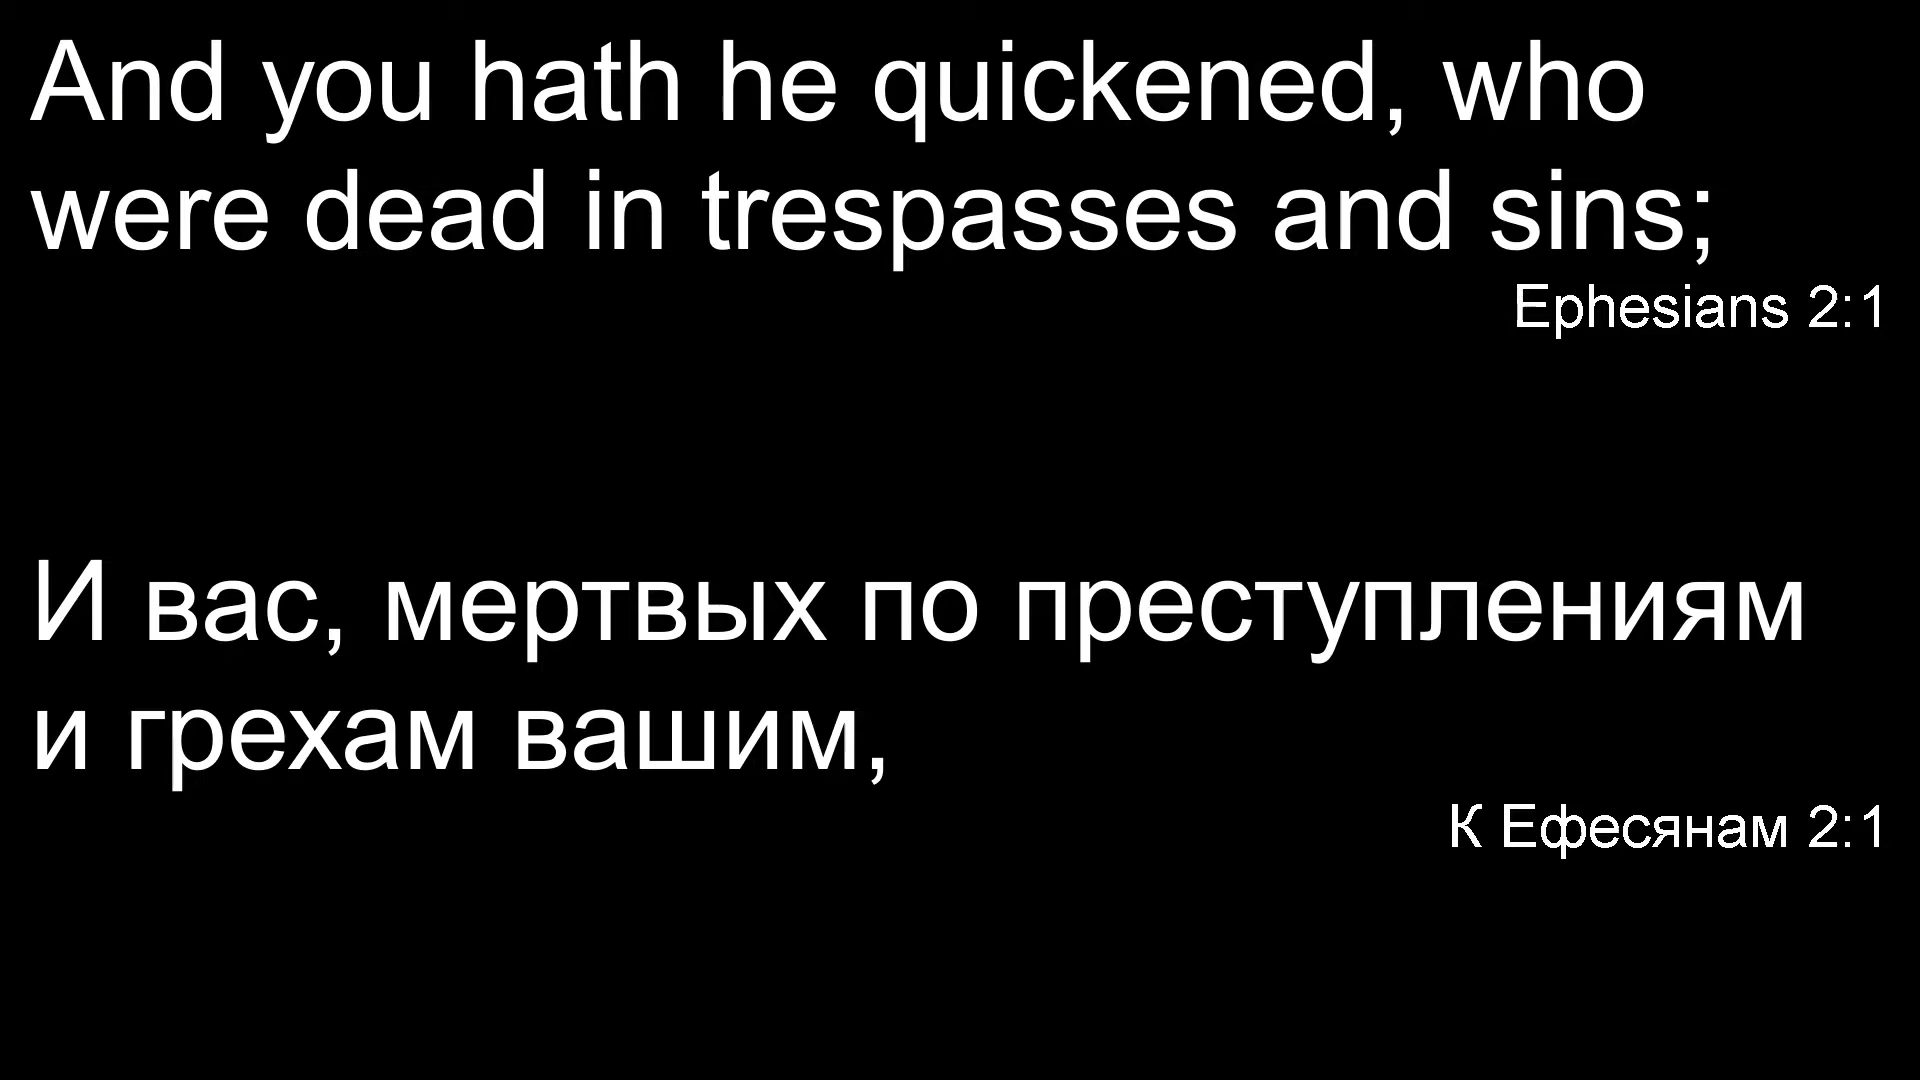 And you hath he quickened, who
were dead in trespasses and sins;
Ephesians 2:1
И вас, мертвых по преступлениям
и грехам вашим,
К Ефесянам 2:1